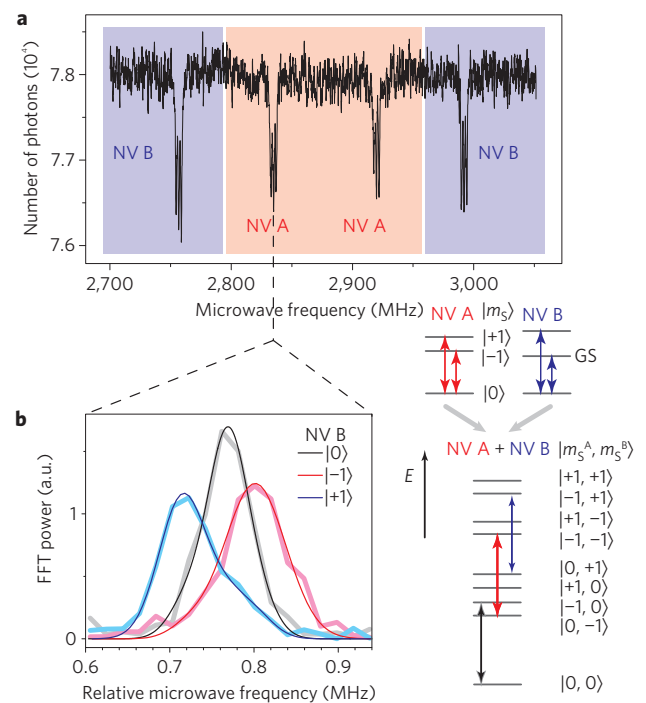 a
Number of photons (10⁴)
7.8
7.7
7.6
NV B
NV A
NV A
NV B
2,700
2,800
2,900
3,000
Microwave frequency (MHz)
NV A |mS⟩ NV B
|+1⟩
|−1⟩
GS
|0⟩
b
NV B
|0⟩
|−1⟩
|+1⟩
FFT power (a.u.)
1
0
0.6
0.7
0.8
0.9
Relative microwave frequency (MHz)
NV A + NV B |mSᴬ, mSᴮ⟩
E
|+1, +1⟩
|−1, +1⟩
|+1, −1⟩
|−1, −1⟩
|0, +1⟩
|+1, 0⟩
|−1, 0⟩
|0, −1⟩
|0, 0⟩